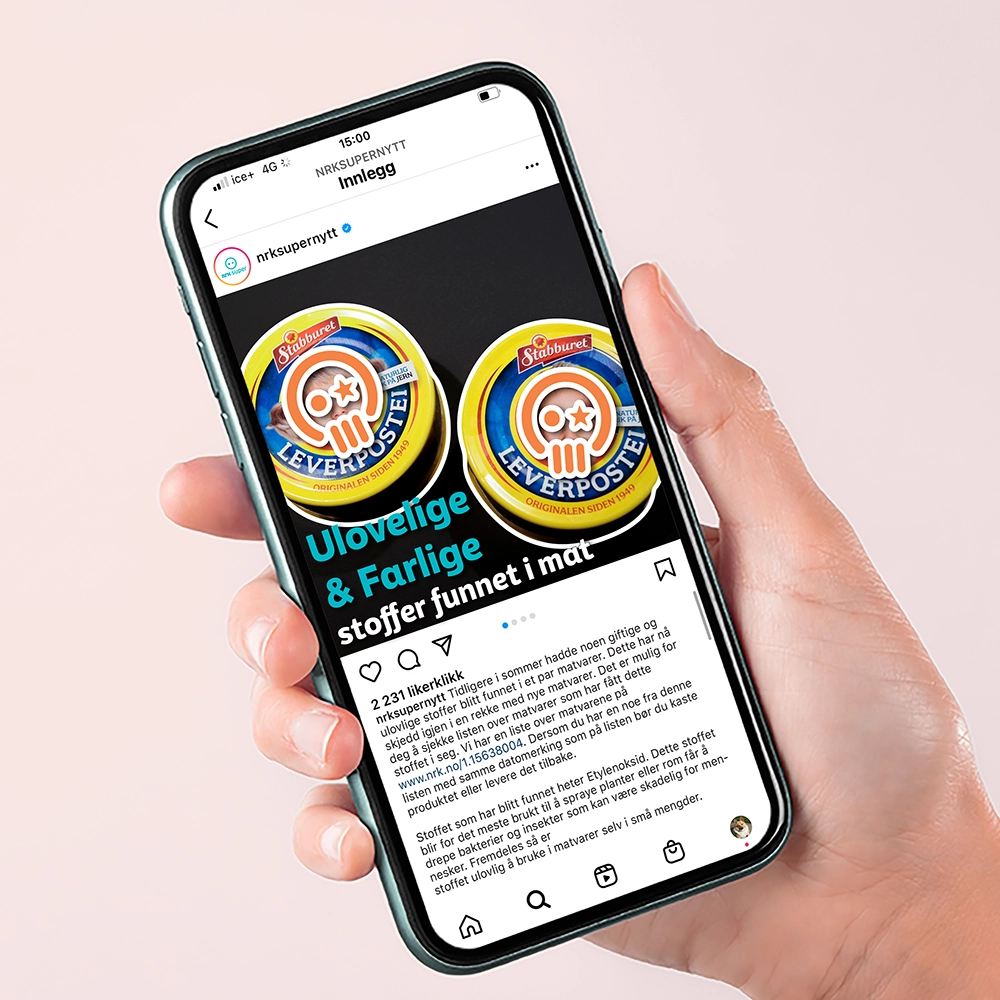 15:00
ice+ 4G
NRKSUPERNYTT
Innlegg
nrk super
nrksupernytt
Stabburet
NATURLIG
RIK PÅ JERN
LEVERPOSTEI
ORIGINALEN SIDEN 1949
Stabburet
LEVERPOSTEI
ORIGINALEN SIDEN 1949
Ulovelige
& Farlige
stoffer funnet i mat
2 231 likerklikk
nrksupernytt Tidligere i sommer hadde noen giftige og
ulovlige stoffer blitt funnet i et par matvarer. Dette har nå
skjedd igjen i en rekke med nye matvarer. Det er mulig for
deg å sjekke listen over matvarer som har fått dette
stoffet i seg. Vi har en liste over matvarene på
www.nrk.no/1.15638004. Dersom du har en noe fra denne
listen med samme datomerking som på listen bør du kaste
produktet eller levere det tilbake.
Stoffet som har blitt funnet heter Etylenoksid. Dette stoffet
blir for det meste brukt til å spraye planter eller rom får å
drepe bakterier og insekter som kan være skadelig for men-
nesker. Fremdeles så er
stoffet ulovlig å bruke i matvarer selv i små mengder.